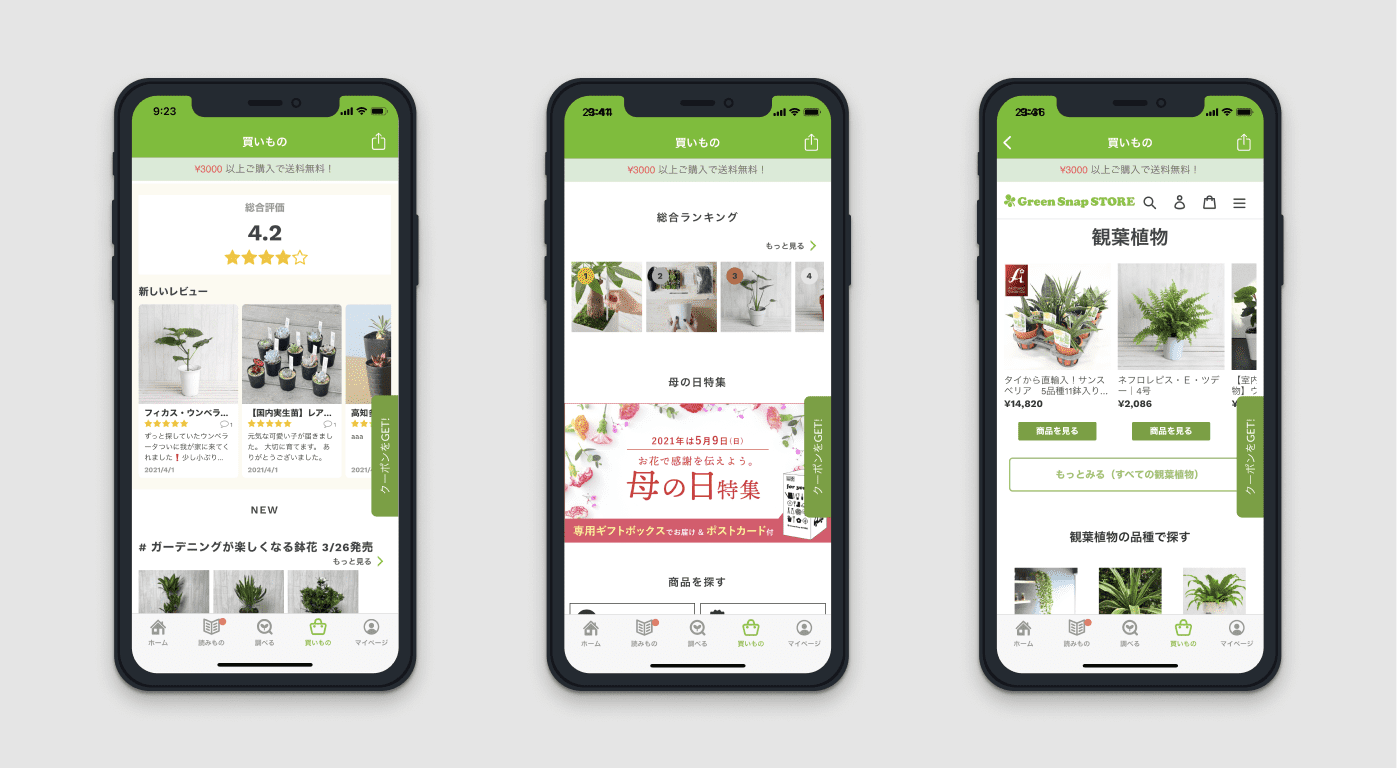 9:23
買いもの
¥3000 以上ご購入で送料無料！
総合評価
4.2
新しいレビュー
フィカス・ウンベラ...
1
ずっと探していたウンベラ
ータついに我が家に来てく
れました❗少し小ぶり...
2021/4/1
【国内実生苗】レア...
1
元気な可愛い子が届きまし
た。 大切に育てます。 あ
りがとうございました。
2021/4/1
高知
aaa
2021/4/1
クーポンをGET!
NEW
# ガーデニングが楽しくなる鉢花 3/26発売
もっと見る
ホーム
読みもの
調べる
買いもの
マイページ
買いもの
¥3000 以上ご購入で送料無料！
総合ランキング
もっと見る
1
2
3
4
母の日特集
2021年は5月9日(日)
お花で感謝を伝えよう。
母の日特集
for you
専用ギフトボックスでお届け & ポストカード付
クーポンをGET!
商品を探す
ホーム
読みもの
調べる
買いもの
マイページ
買いもの
¥3000 以上ご購入で送料無料！
Green Snap STORE
観葉植物
タイから直輸入！サンス
ベリア　5品種11鉢入り...
¥14,820
商品を見る
ネフロレピス・E・ツデ
ー｜4号
¥2,086
商品を見る
【室内
物】ウ
クーポンをGET!
もっとみる（すべての観葉植物）
観葉植物の品種で探す
ホーム
読みもの
調べる
買いもの
マイページ